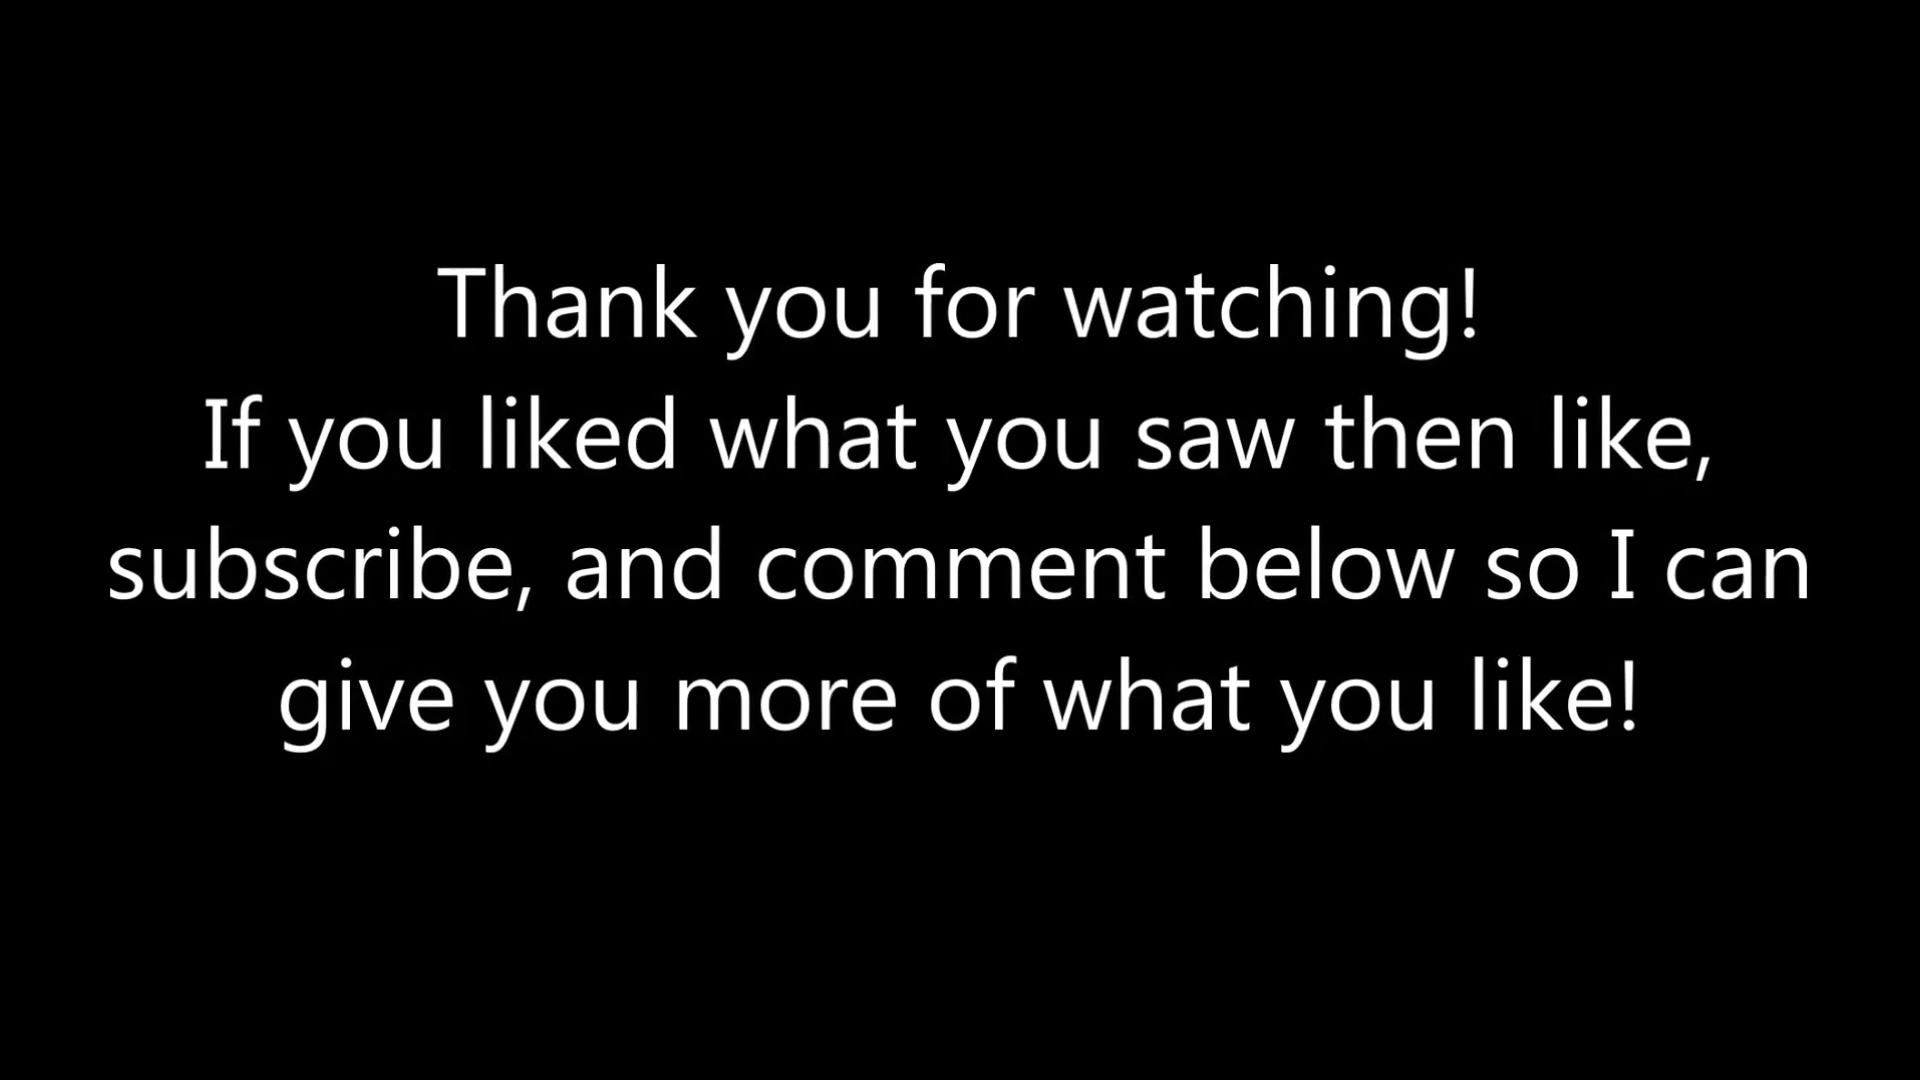 Thank you for watching!
If you liked what you saw then like,
subscribe, and comment below so I can
give you more of what you like!